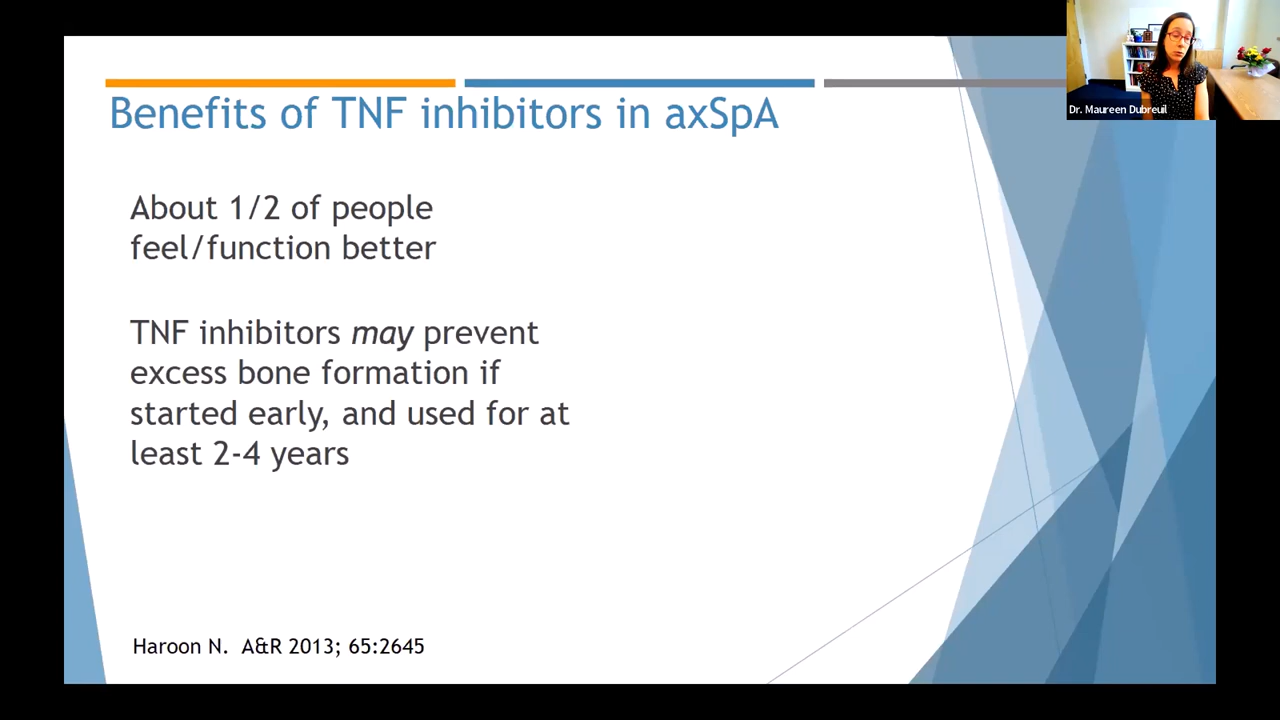 Dr. Maureen Dubreuil
Benefits of TNF inhibitors in axSpA
About 1/2 of people
feel/function better
TNF inhibitors may prevent
excess bone formation if
started early, and used for at
least 2-4 years
Haroon N. A&R 2013; 65:2645